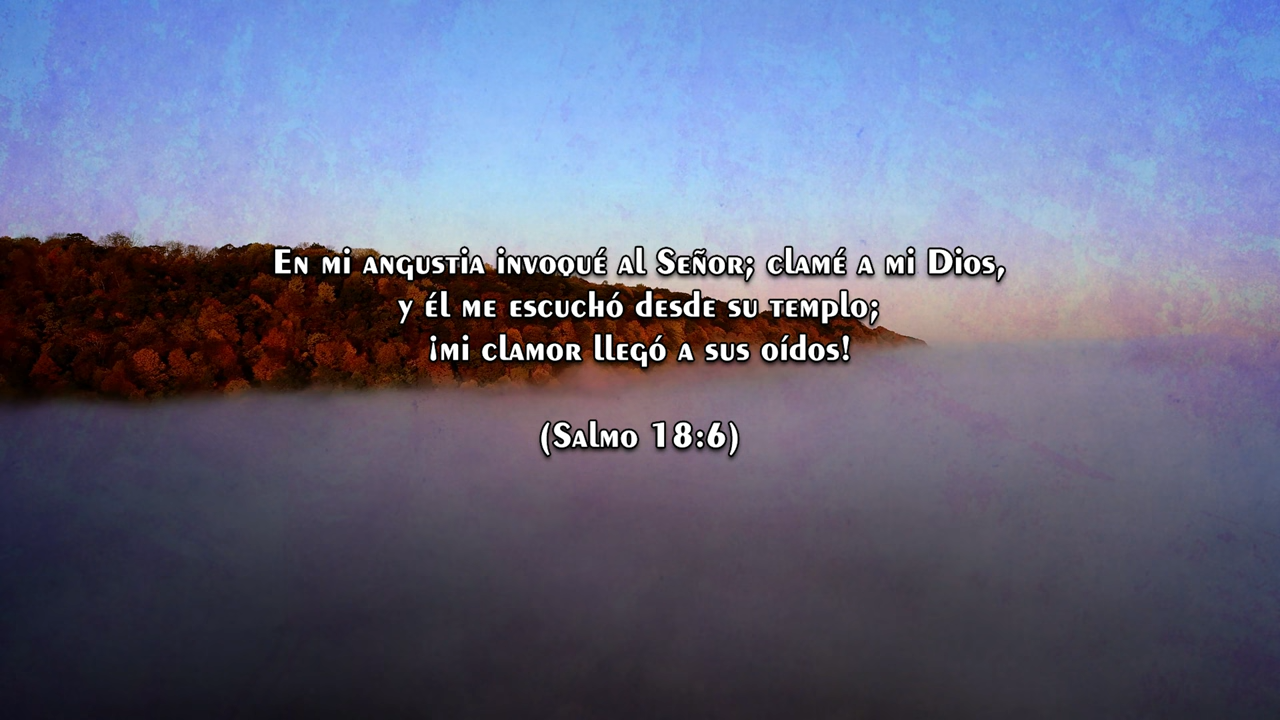 En mi angustia invoqué al Señor; clamé a mi Dios,
y él me escuchó desde su templo;
¡mi clamor llegó a sus oídos!
(Salmo 18:6)